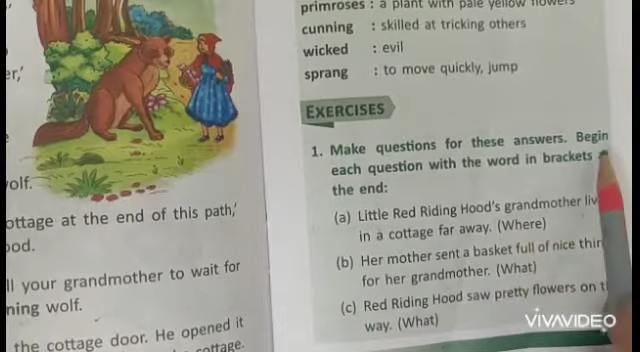 er,'
wolf.
ottage at the end of this path,'
ood.
ll your grandmother to wait for
ning wolf.
the cottage door. He opened it
cottage.
primroses : a plant with pale yellow flowers
cunning : skilled at tricking others
wicked : evil
sprang : to move quickly, jump
EXERCISES
1. Make questions for these answers. Begin
each question with the word in brackets
the end:
(a) Little Red Riding Hood's grandmother liv
in a cottage far away. (Where)
(b) Her mother sent a basket full of nice thin
for her grandmother. (What)
(c) Red Riding Hood saw pretty flowers on t
way. (What)
VIVAVIDEO